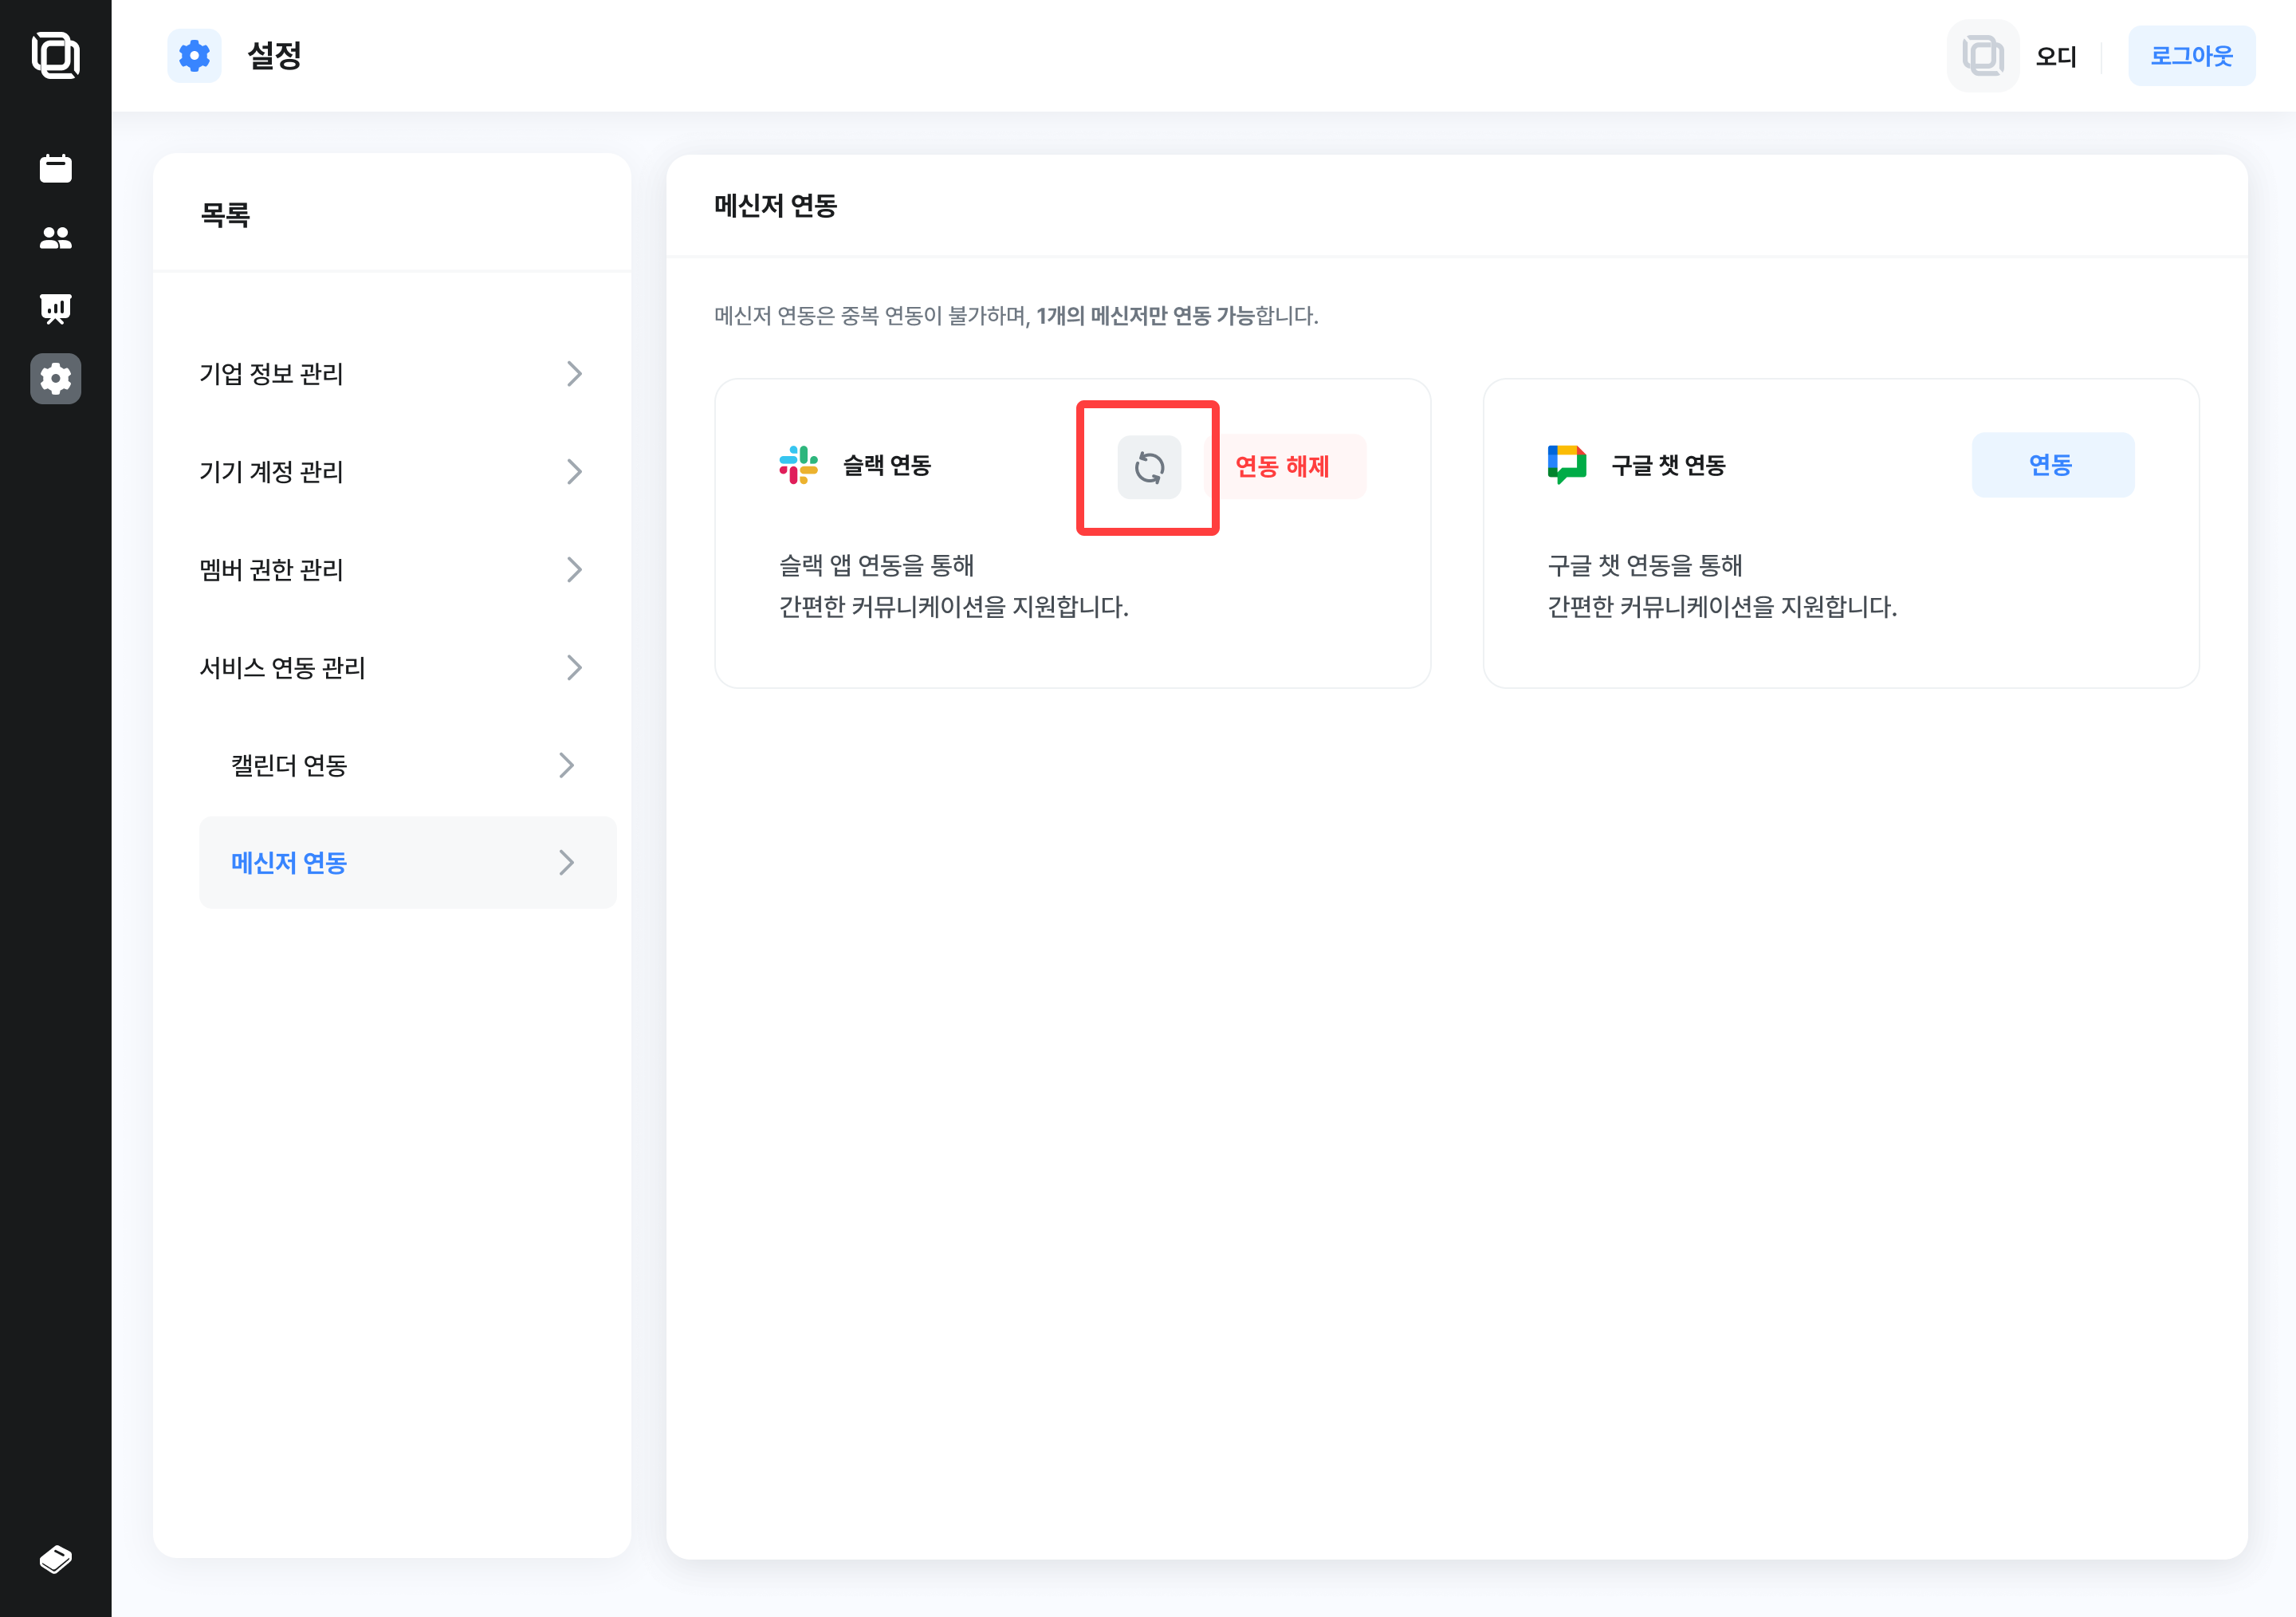 설정
오디
로그아웃
목록
기업 정보 관리
기기 계정 관리
멤버 권한 관리
서비스 연동 관리
캘린더 연동
메신저 연동
메신저 연동
메신저 연동은 중복 연동이 불가하며, 1개의 메신저만 연동 가능합니다.
슬랙 연동
연동 해제
슬랙 앱 연동을 통해
간편한 커뮤니케이션을 지원합니다.
구글 챗 연동
연동
구글 챗 연동을 통해
간편한 커뮤니케이션을 지원합니다.